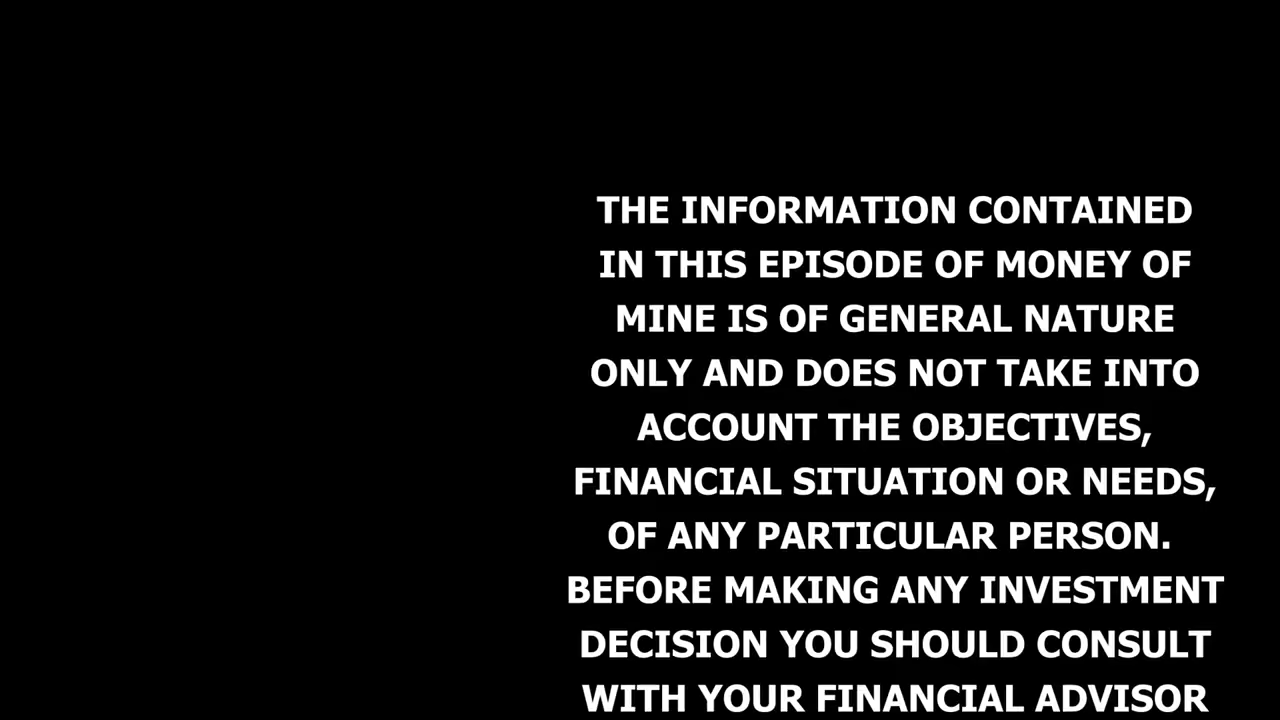 THE INFORMATION CONTAINED
IN THIS EPISODE OF MONEY OF
MINE IS OF GENERAL NATURE
ONLY AND DOES NOT TAKE INTO
ACCOUNT THE OBJECTIVES,
FINANCIAL SITUATION OR NEEDS,
OF ANY PARTICULAR PERSON.
BEFORE MAKING ANY INVESTMENT
DECISION YOU SHOULD CONSULT
WITH YOUR FINANCIAL ADVISOR